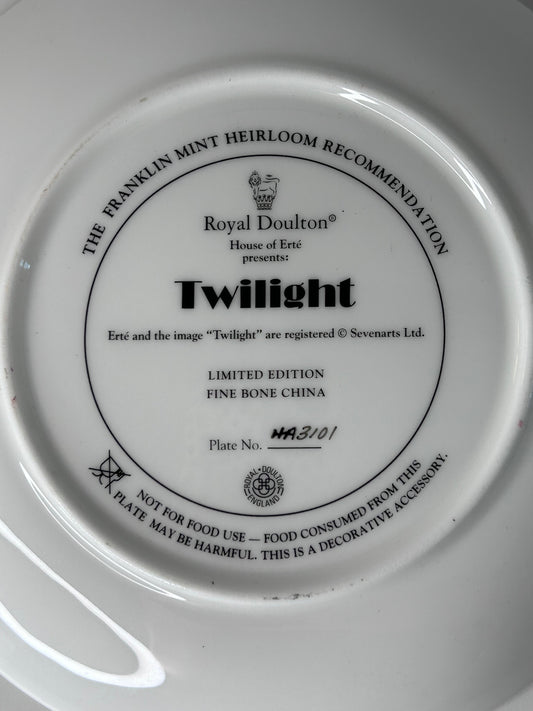 THE FRANKLIN MINT HEIRLOOM RECOMMENDATION
Royal Doulton®
House of Erté
presents:
Twilight
Erté and the image "Twilight" are registered © Sevenarts Ltd.
LIMITED EDITION
FINE BONE CHINA
Plate No. HA3101
ROYAL • DOULTON
ENGLAND
NOT FOR FOOD USE — FOOD CONSUMED FROM THIS
PLATE MAY BE HARMFUL. THIS IS A DECORATIVE ACCESSORY.